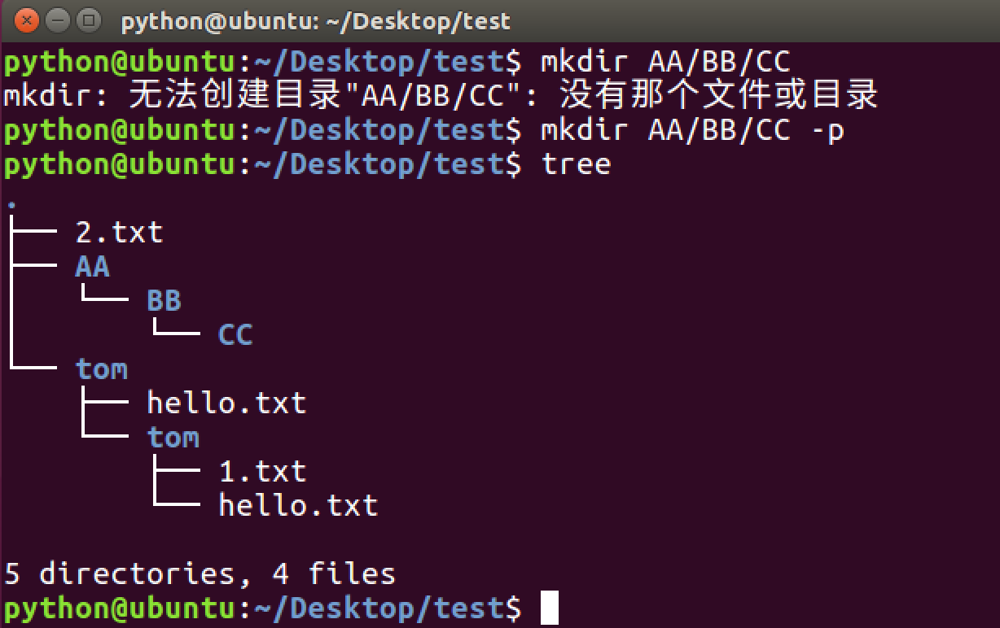 python@ubuntu: ~/Desktop/test
python@ubuntu:~/Desktop/test$ mkdir AA/BB/CC
mkdir: 无法创建目录"AA/BB/CC": 没有那个文件或目录
python@ubuntu:~/Desktop/test$ mkdir AA/BB/CC -p
python@ubuntu:~/Desktop/test$ tree
.
├── 2.txt
├── AA
│   └── BB
│       └── CC
└── tom
    ├── hello.txt
    └── tom
        ├── 1.txt
        └── hello.txt
5 directories, 4 files
python@ubuntu:~/Desktop/test$